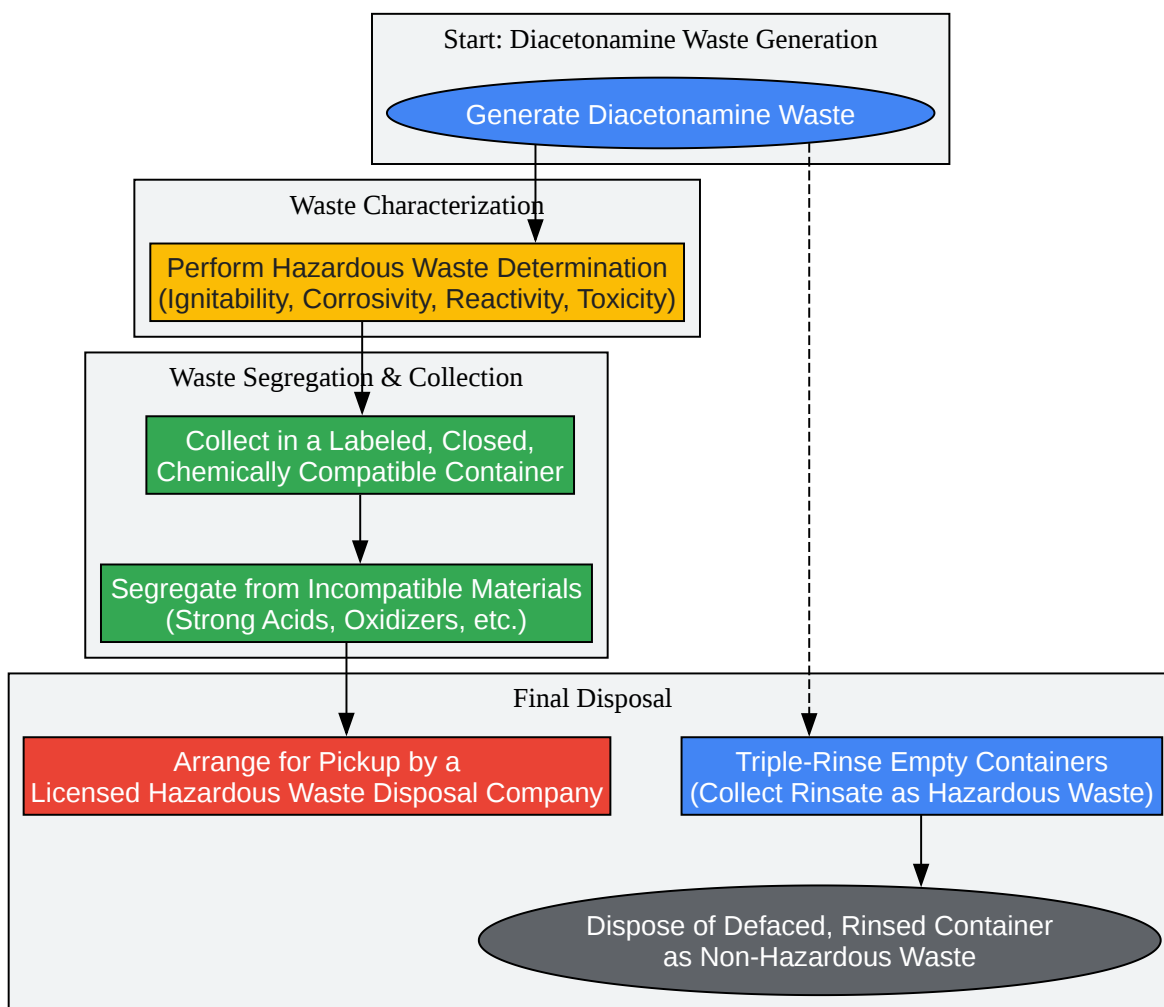 Start: Diacetonamine Waste Generation
Generate Diacetonamine Waste
Waste Characterization
Perform Hazardous Waste Determination
(Ignitability, Corrosivity, Reactivity, Toxicity)
Waste Segregation & Collection
Collect in a Labeled, Closed,
Chemically Compatible Container
Segregate from Incompatible Materials
(Strong Acids, Oxidizers, etc.)
Final Disposal
Arrange for Pickup by a
Licensed Hazardous Waste Disposal Company
Triple-Rinse Empty Containers
(Collect Rinsate as Hazardous Waste)
Dispose of Defaced, Rinsed Container
as Non-Hazardous Waste